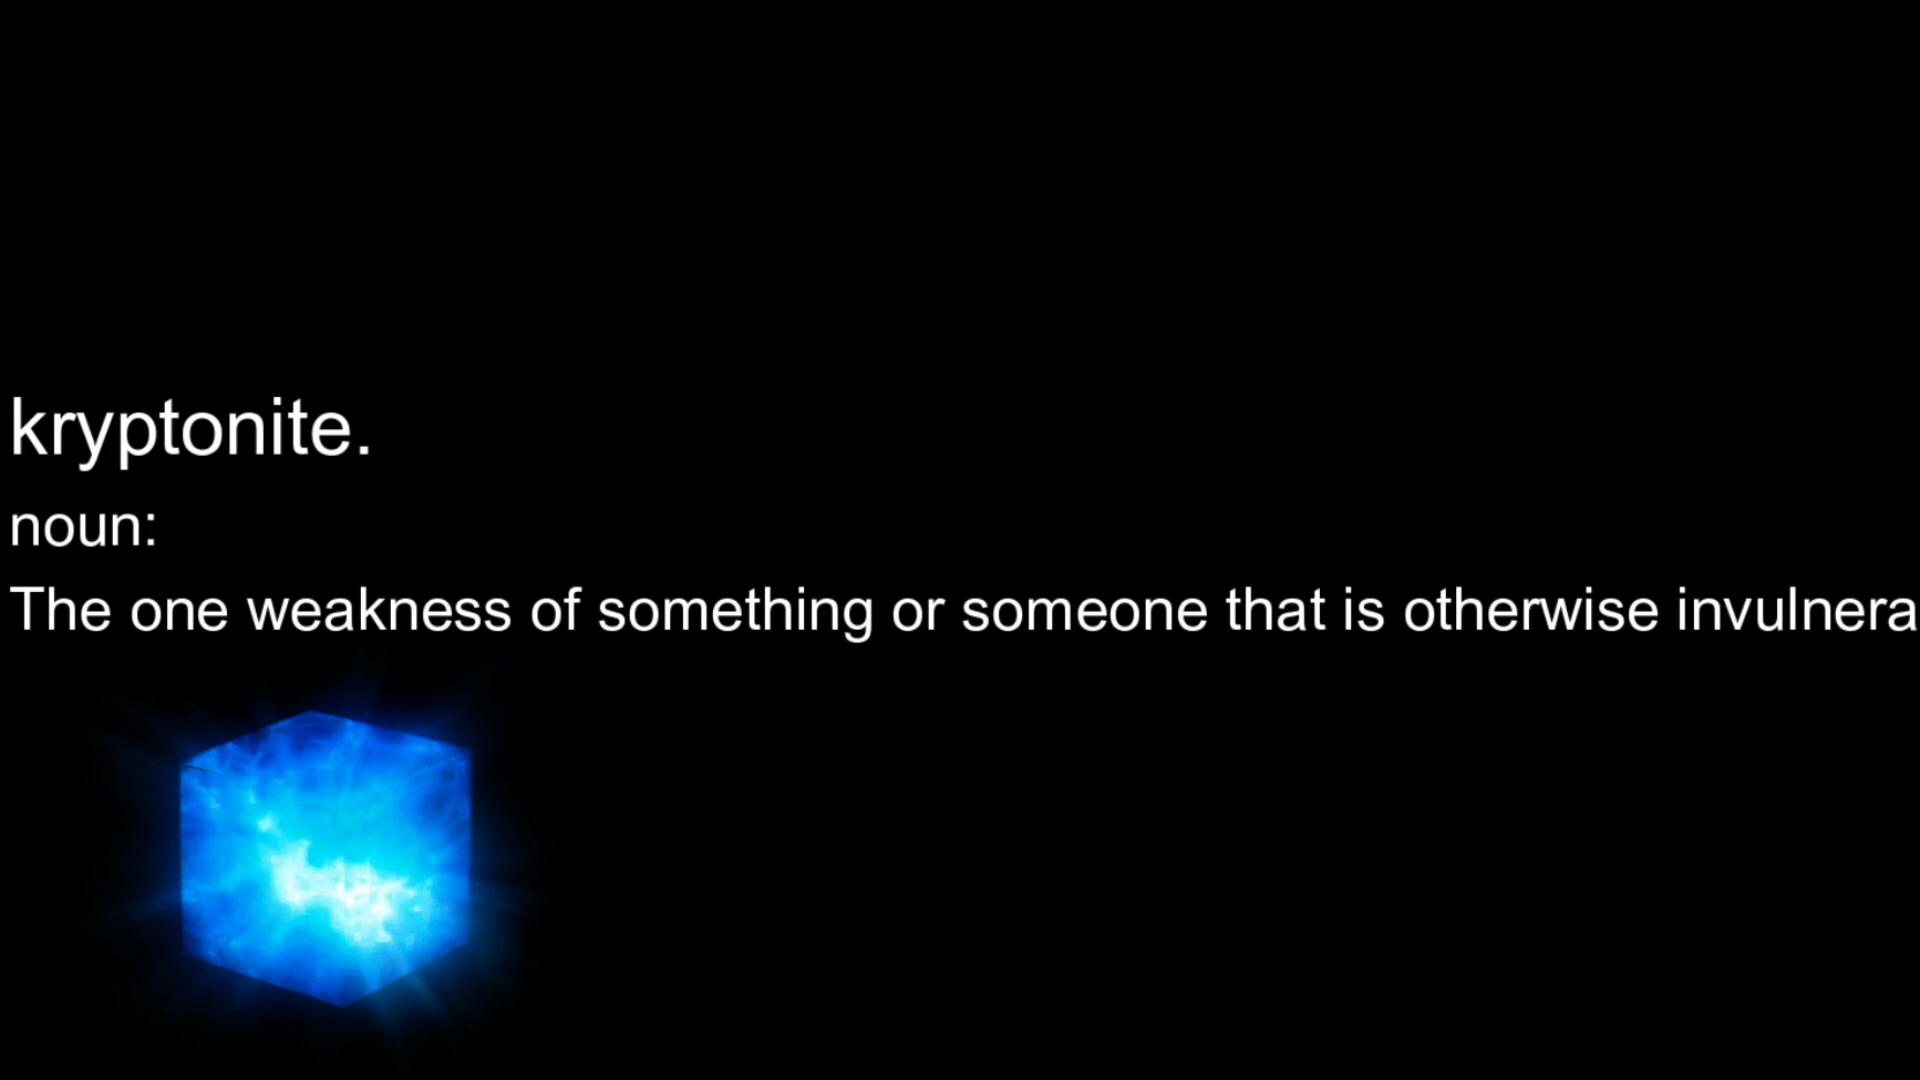 kryptonite.
noun:
The one weakness of something or someone that is otherwise invulnera